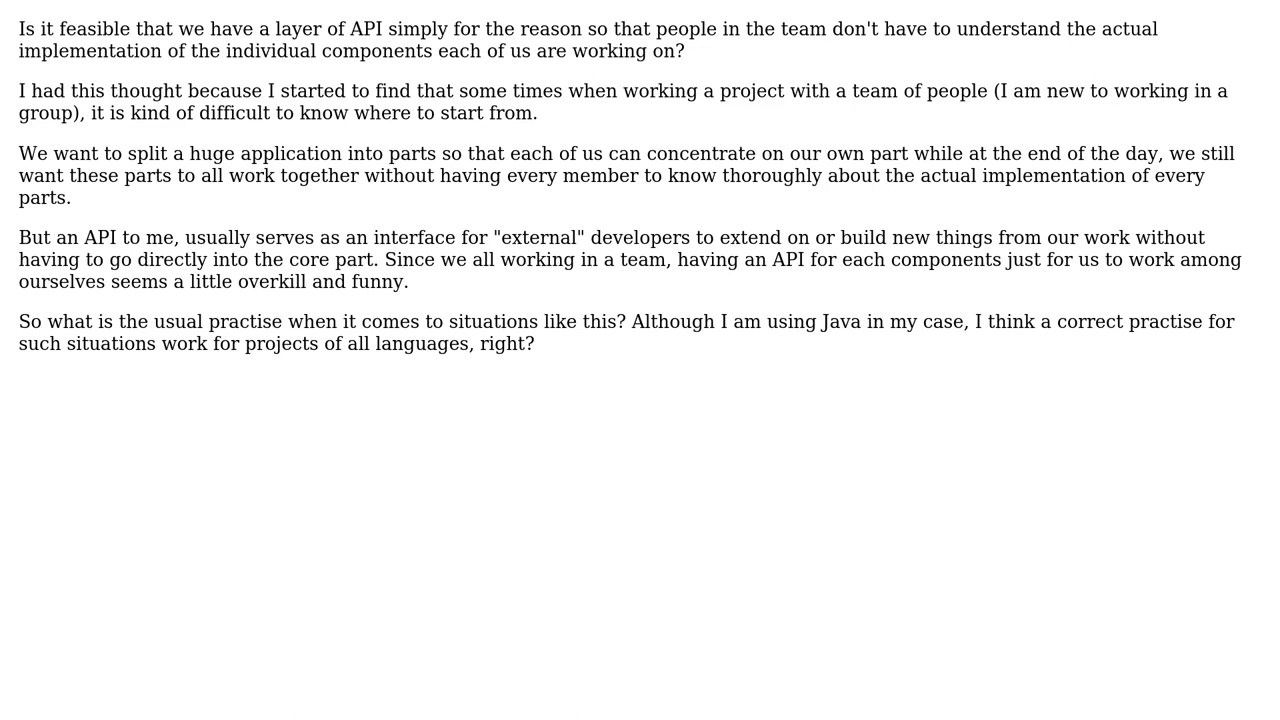 Is it feasible that we have a layer of API simply for the reason so that people in the team don't have to understand the actual
implementation of the individual components each of us are working on?
I had this thought because I started to find that some times when working a project with a team of people (I am new to working in a
group), it is kind of difficult to know where to start from.
We want to split a huge application into parts so that each of us can concentrate on our own part while at the end of the day, we still
want these parts to all work together without having every member to know thoroughly about the actual implementation of every
parts.
But an API to me, usually serves as an interface for "external" developers to extend on or build new things from our work without
having to go directly into the core part. Since we all working in a team, having an API for each components just for us to work among
ourselves seems a little overkill and funny.
So what is the usual practise when it comes to situations like this? Although I am using Java in my case, I think a correct practise for
such situations work for projects of all languages, right?